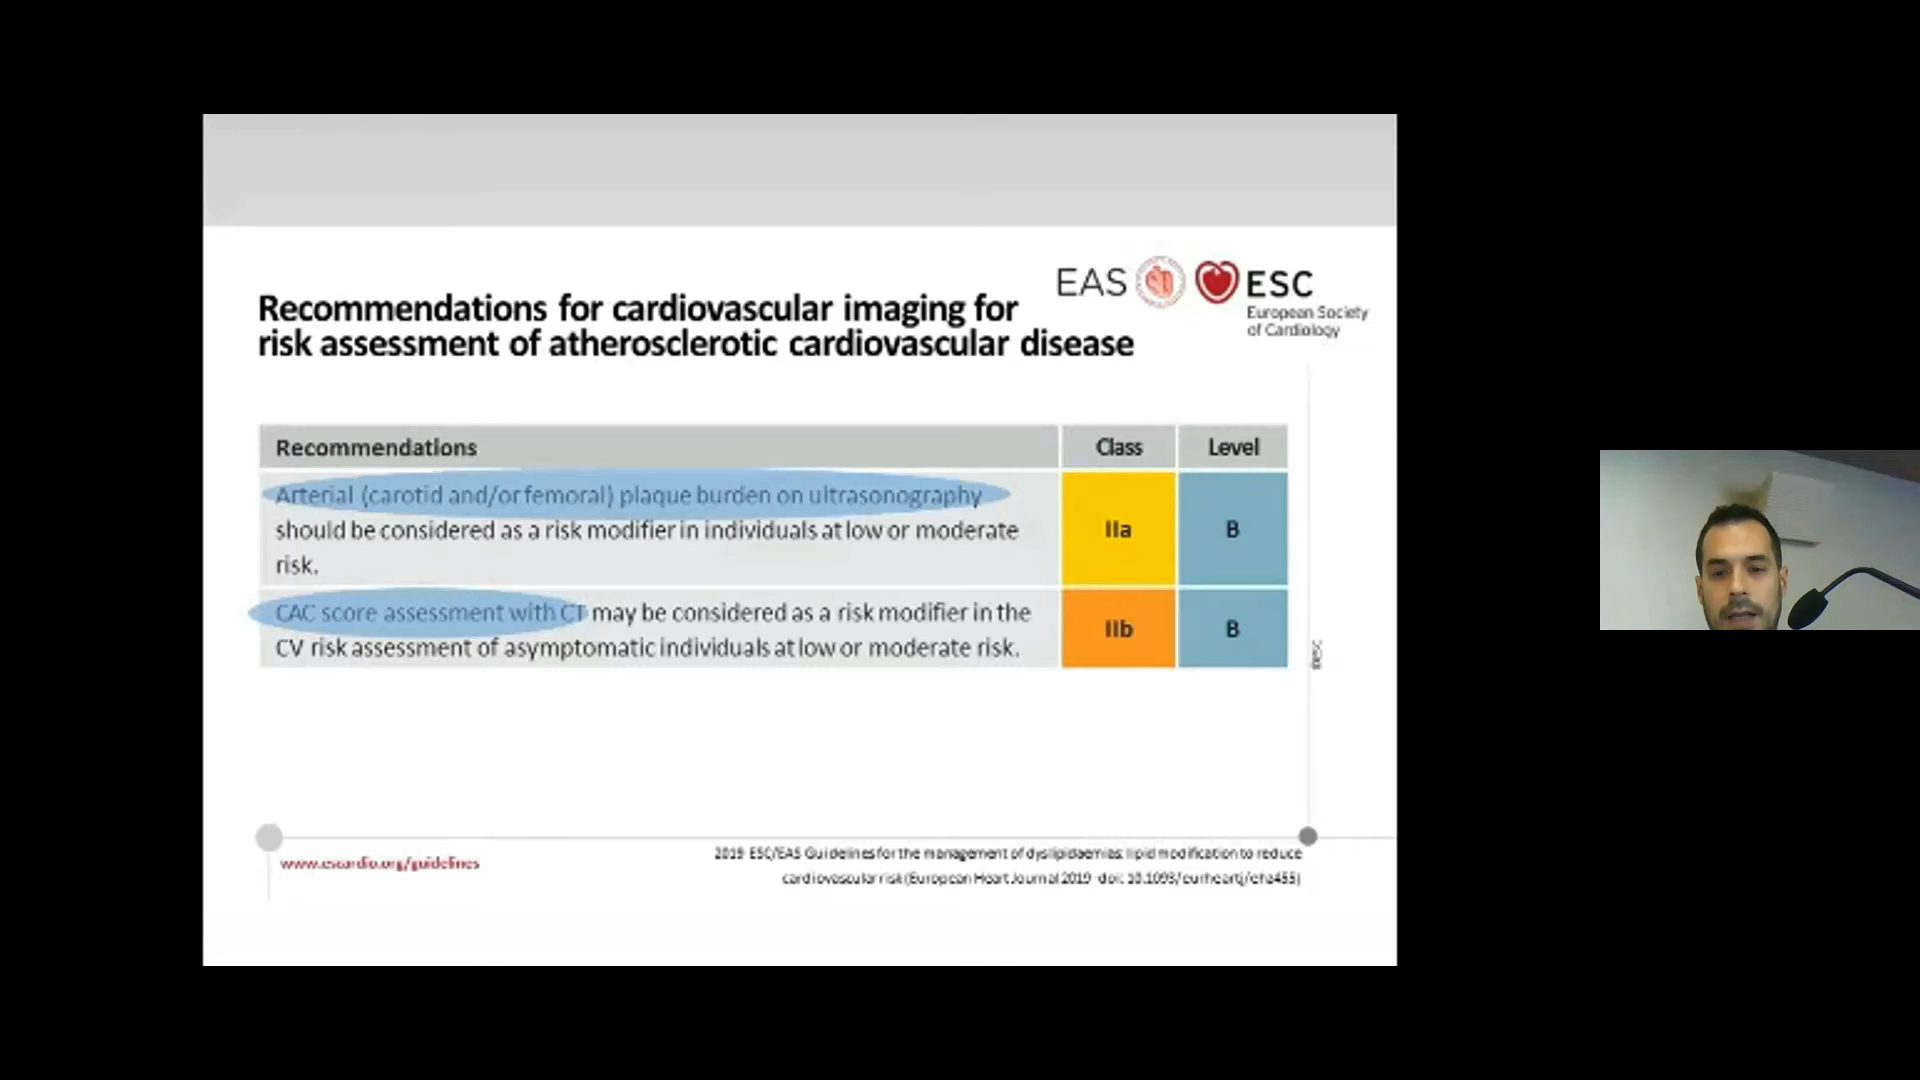 EAS
ESC
European Society
of Cardiology
Recommendations for cardiovascular imaging for
risk assessment of atherosclerotic cardiovascular disease
Recommendations Class Level
Arterial (carotid and/or femoral) plaque burden on ultrasonography
should be considered as a risk modifier in individuals at low or moderate
risk.
IIa B
CAC score assessment with CT may be considered as a risk modifier in the
CV risk assessment of asymptomatic individuals at low or moderate risk.
IIb B
©ESC
www.escardio.org/guidelines
2019 ESC/EAS Guidelines for the management of dyslipidaemias: lipid modification to reduce
cardiovascular risk (European Heart Journal 2019 -doi: 10.1093/eurheartj/ehz455)